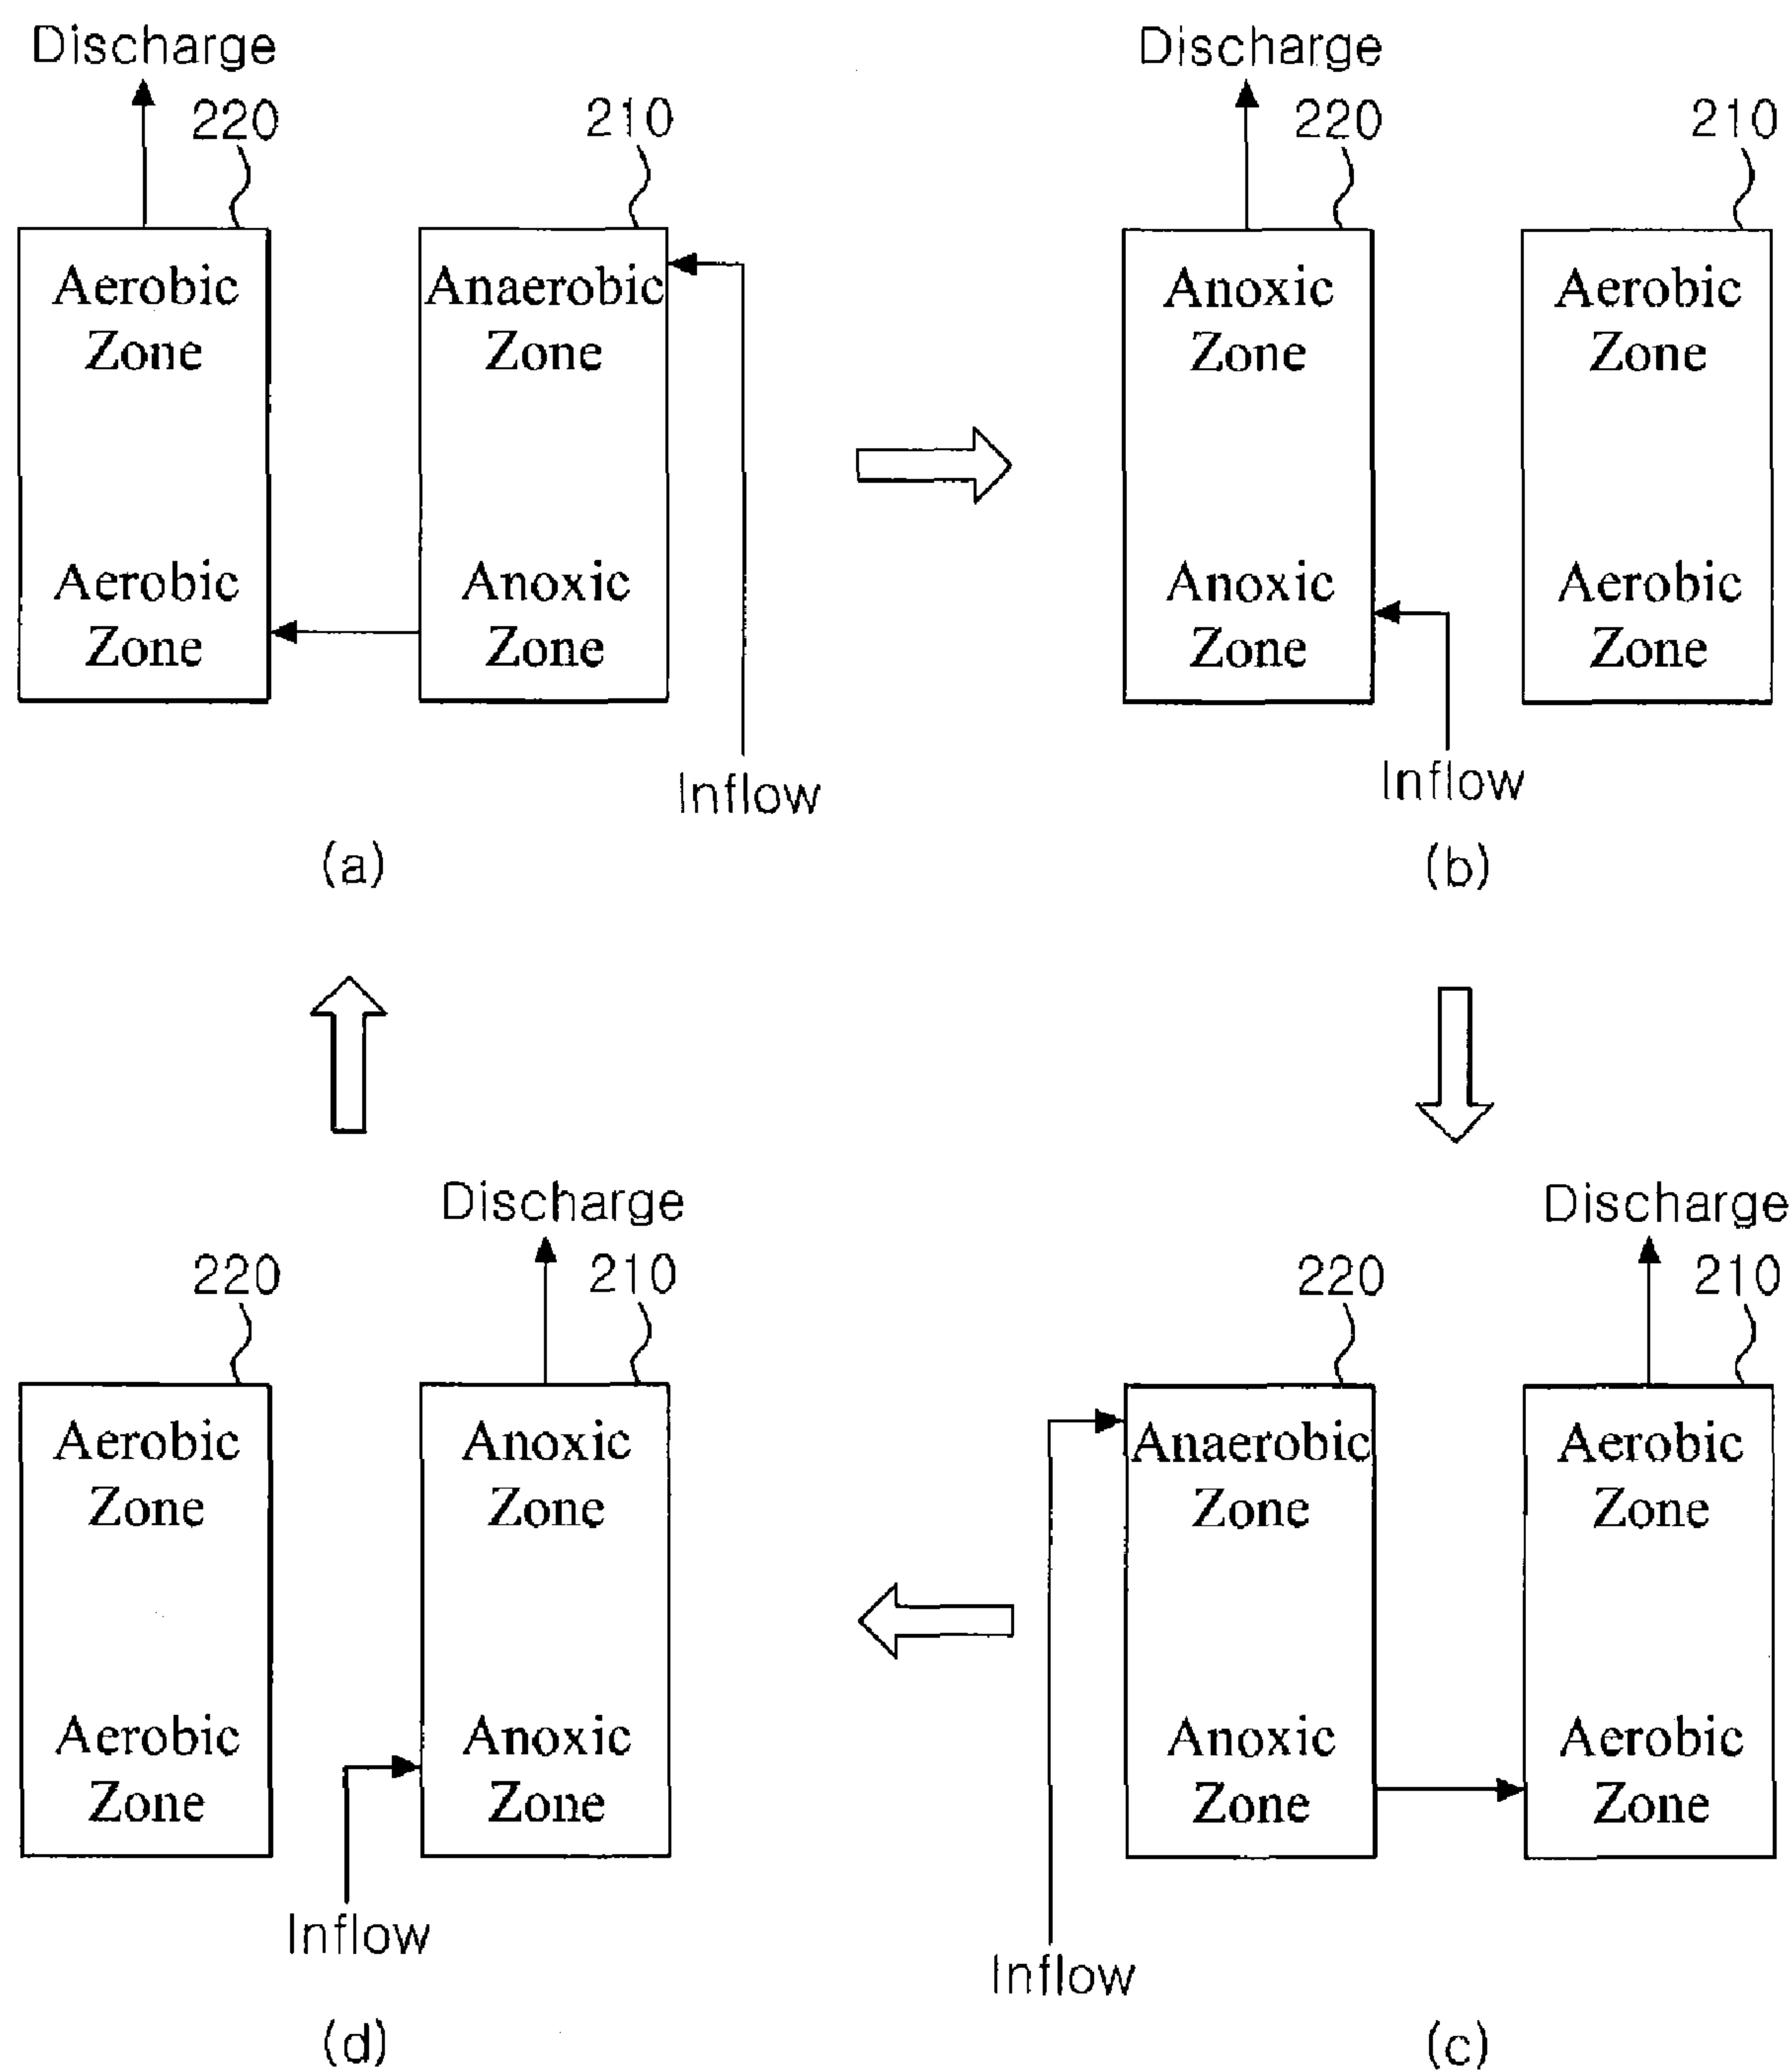 Discharge
220
210
Aerobic
Zone
Anaerobic
Zone
Aerobic
Zone
Anoxic
Zone
Inflow
(a)
Discharge
220
210
Anoxic
Zone
Aerobic
Zone
Anoxic
Zone
Aerobic
Zone
Inflow
(b)
Discharge
220
210
Aerobic
Zone
Anoxic
Zone
Aerobic
Zone
Anoxic
Zone
Inflow
(d)
Discharge
220
210
Anaerobic
Zone
Aerobic
Zone
Anoxic
Zone
Aerobic
Zone
Inflow
(c)